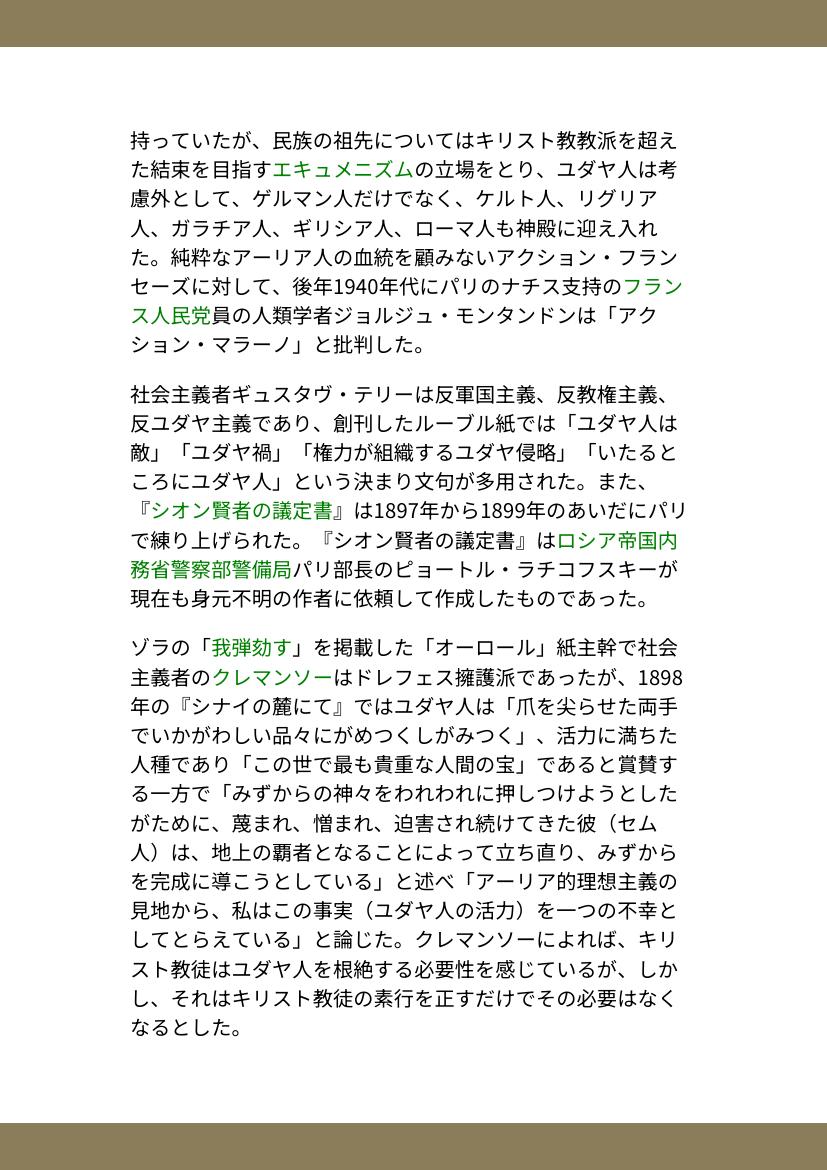 持っていたが、民族の祖先についてはキリスト教教派を超え
た結束を目指すエキュメニズムの立場をとり、ユダヤ人は考
慮外として、ゲルマン人だけでなく、ケルト人、リグリア
人、ガラチア人、ギリシア人、ローマ人も神殿に迎え入れ
た。純粋なアーリア人の血統を顧みないアクション・フラン
セーズに対して、後年1940年代にパリのナチス支持のフラン
ス人民党員の人類学者ジョルジュ・モンタンドンは「アク
ション・マラーノ」と批判した。
社会主義者ギュスタヴ・テリーは反軍国主義、反教権主義、
反ユダヤ主義であり、創刊したルーブル紙では「ユダヤ人は
敵」「ユダヤ禍」「権力が組織するユダヤ侵略」「いたると
ころにユダヤ人」という決まり文句が多用された。また、
『シオン賢者の議定書』は1897年から1899年のあいだにパリ
で練り上げられた。『シオン賢者の議定書』はロシア帝国内
務省警察部警備局パリ部長のピョートル・ラチコフスキーが
現在も身元不明の作者に依頼して作成したものであった。
ゾラの「我弾劾す」を掲載した「オーロール」紙主幹で社会
主義者のクレマンソーはドレフェス擁護派であったが、1898
年の『シナイの麓にて』ではユダヤ人は「爪を尖らせた両手
でいかがわしい品々にがめつくしがみつく」、活力に満ちた
人種であり「この世で最も貴重な人間の宝」であると賞賛す
る一方で「みずからの神々をわれわれに押しつけようとした
がために、蔑まれ、憎まれ、迫害され続けてきた彼（セム
人）は、地上の覇者となることによって立ち直り、みずから
を完成に導こうとしている」と述べ「アーリア的理想主義の
見地から、私はこの事実（ユダヤ人の活力）を一つの不幸と
してとらえている」と論じた。クレマンソーによれば、キリ
スト教徒はユダヤ人を根絶する必要性を感じているが、しか
し、それはキリスト教徒の素行を正すだけでその必要はなく
なるとした。